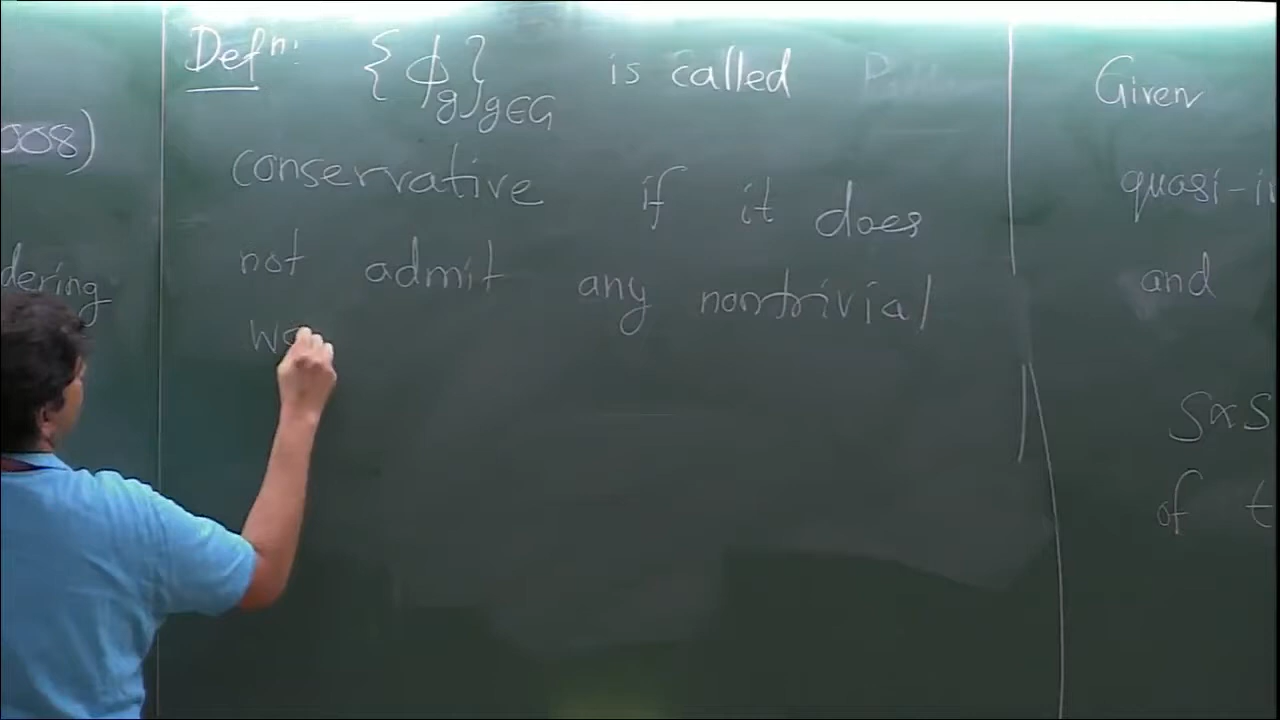 008)
dering
Defn: {ϕg}g∈G is called
conservative if it does
not admit any nontrivial
Given
quasi-i
and
S∝S
of t